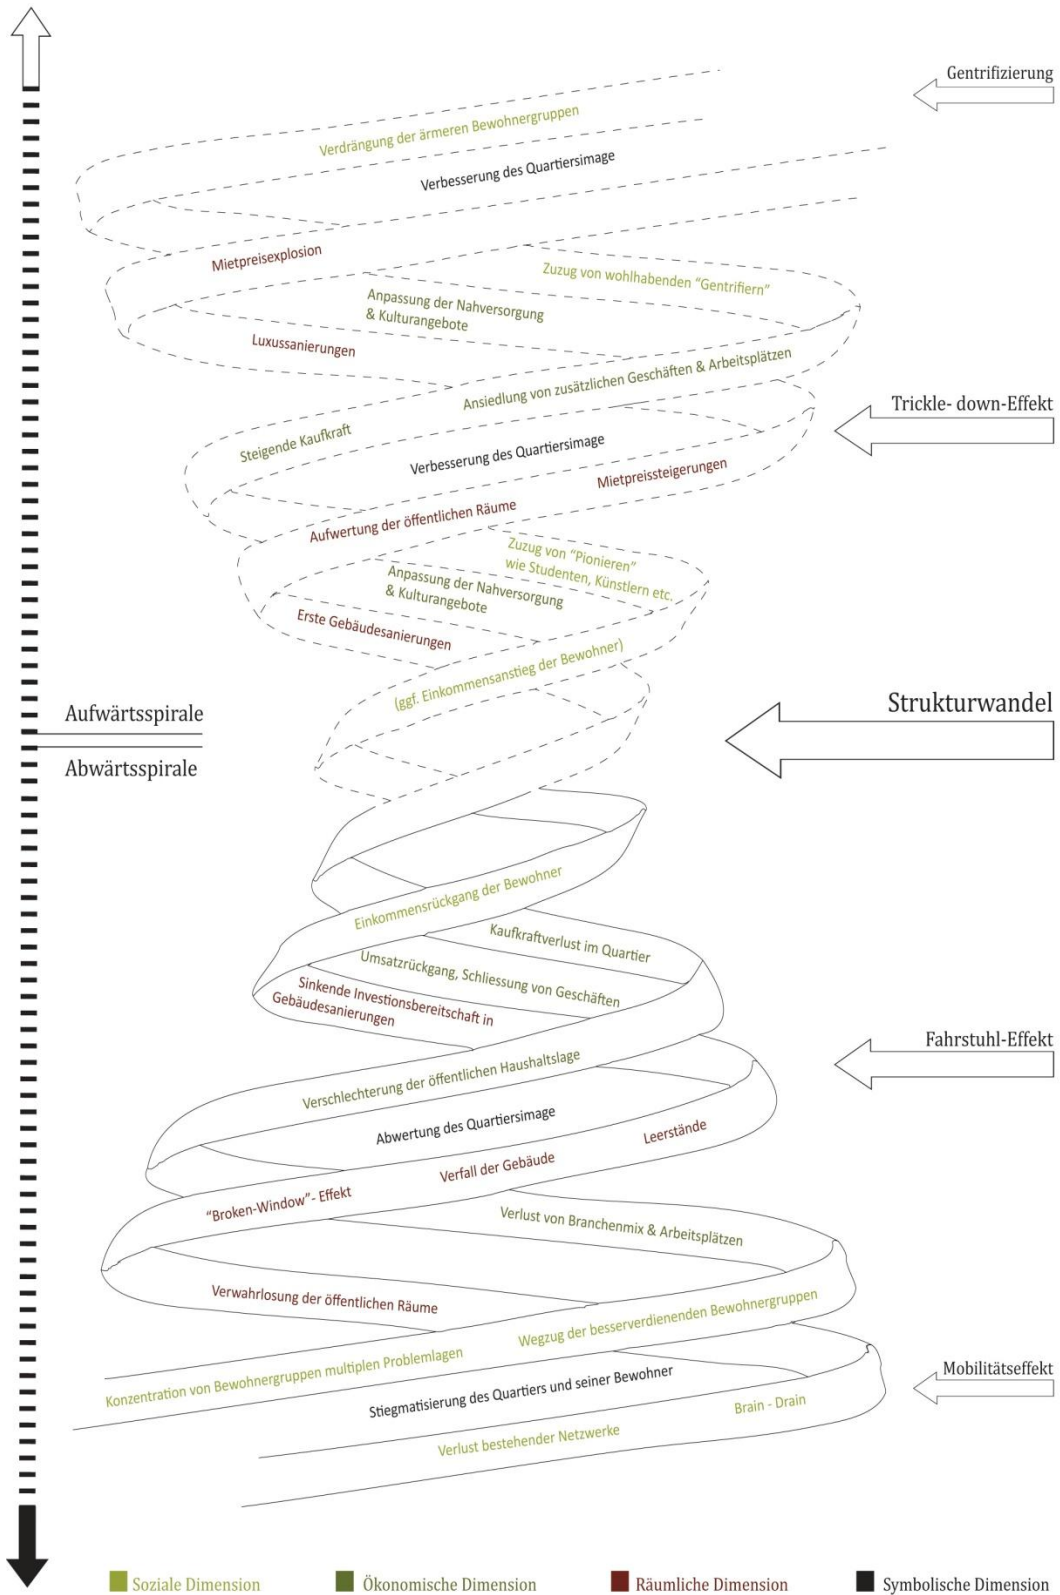 Gentrifizierung
Verdrängung der ärmeren Bewohnergruppen
Verbesserung des Quartiersimage
Mietpreisexplosion
Zuzug von wohlhabenden "Gentrifiern"
Anpassung der Nahversorgung
& Kulturangebote
Luxussanierungen
Ansiedlung von zusätzlichen Geschäften & Arbeitsplätzen
Trickle- down-Effekt
Steigende Kaufkraft
Verbesserung des Quartiersimage
Mietpreissteigerungen
Aufwertung der öffentlichen Räume
Zuzug von "Pionieren"
wie Studenten, Künstlern etc.
Anpassung der Nahversorgung
& Kulturangebote
Erste Gebäudesanierungen
(ggf. Einkommensanstieg der Bewohner)
Strukturwandel
Aufwärtsspirale
Abwärtsspirale
Einkommensrückgang der Bewohner
Kaufkraftverlust im Quartier
Umsatzrückgang, Schliessung von Geschäften
Sinkende Investionsbereitschaft in
Gebäudesanierungen
Fahrstuhl-Effekt
Verschlechterung der öffentlichen Haushaltslage
Abwertung des Quartiersimage
Leerstände
Verfall der Gebäude
"Broken-Window"- Effekt
Verlust von Branchenmix & Arbeitsplätzen
Verwahrlosung der öffentlichen Räume
Wegzug der besserverdienenden Bewohnergruppen
Konzentration von Bewohnergruppen multiplen Problemlagen
Mobilitätseffekt
Stiegmatisierung des Quartiers und seiner Bewohner
Brain - Drain
Verlust bestehender Netzwerke
Soziale Dimension
Ökonomische Dimension
Räumliche Dimension
Symbolische Dimension